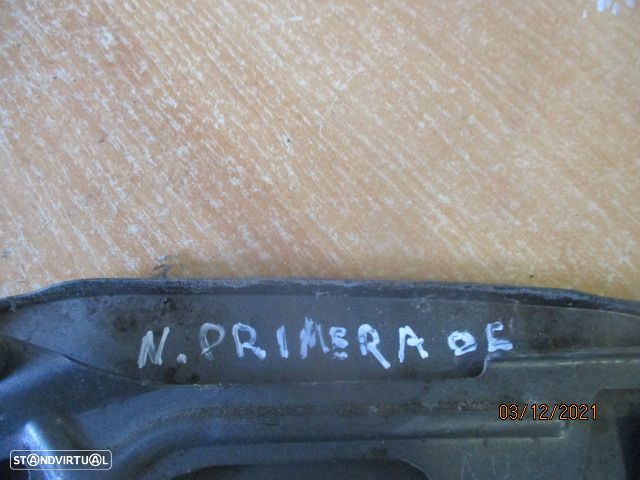 N. PRIMERA OE
03/12/2021
STANDVIRTUAL